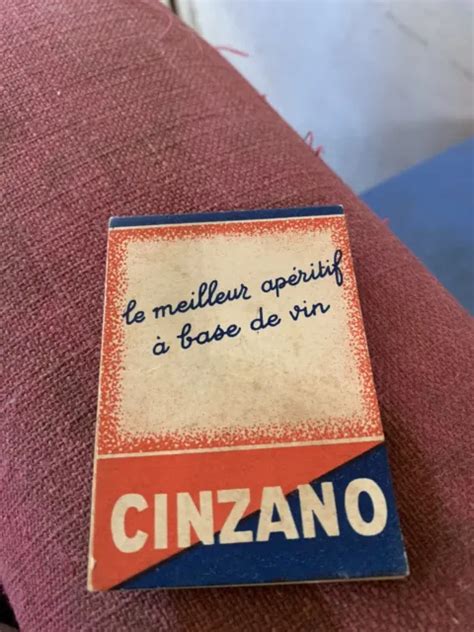 le meilleur apéritif
à base de vin
CINZANO